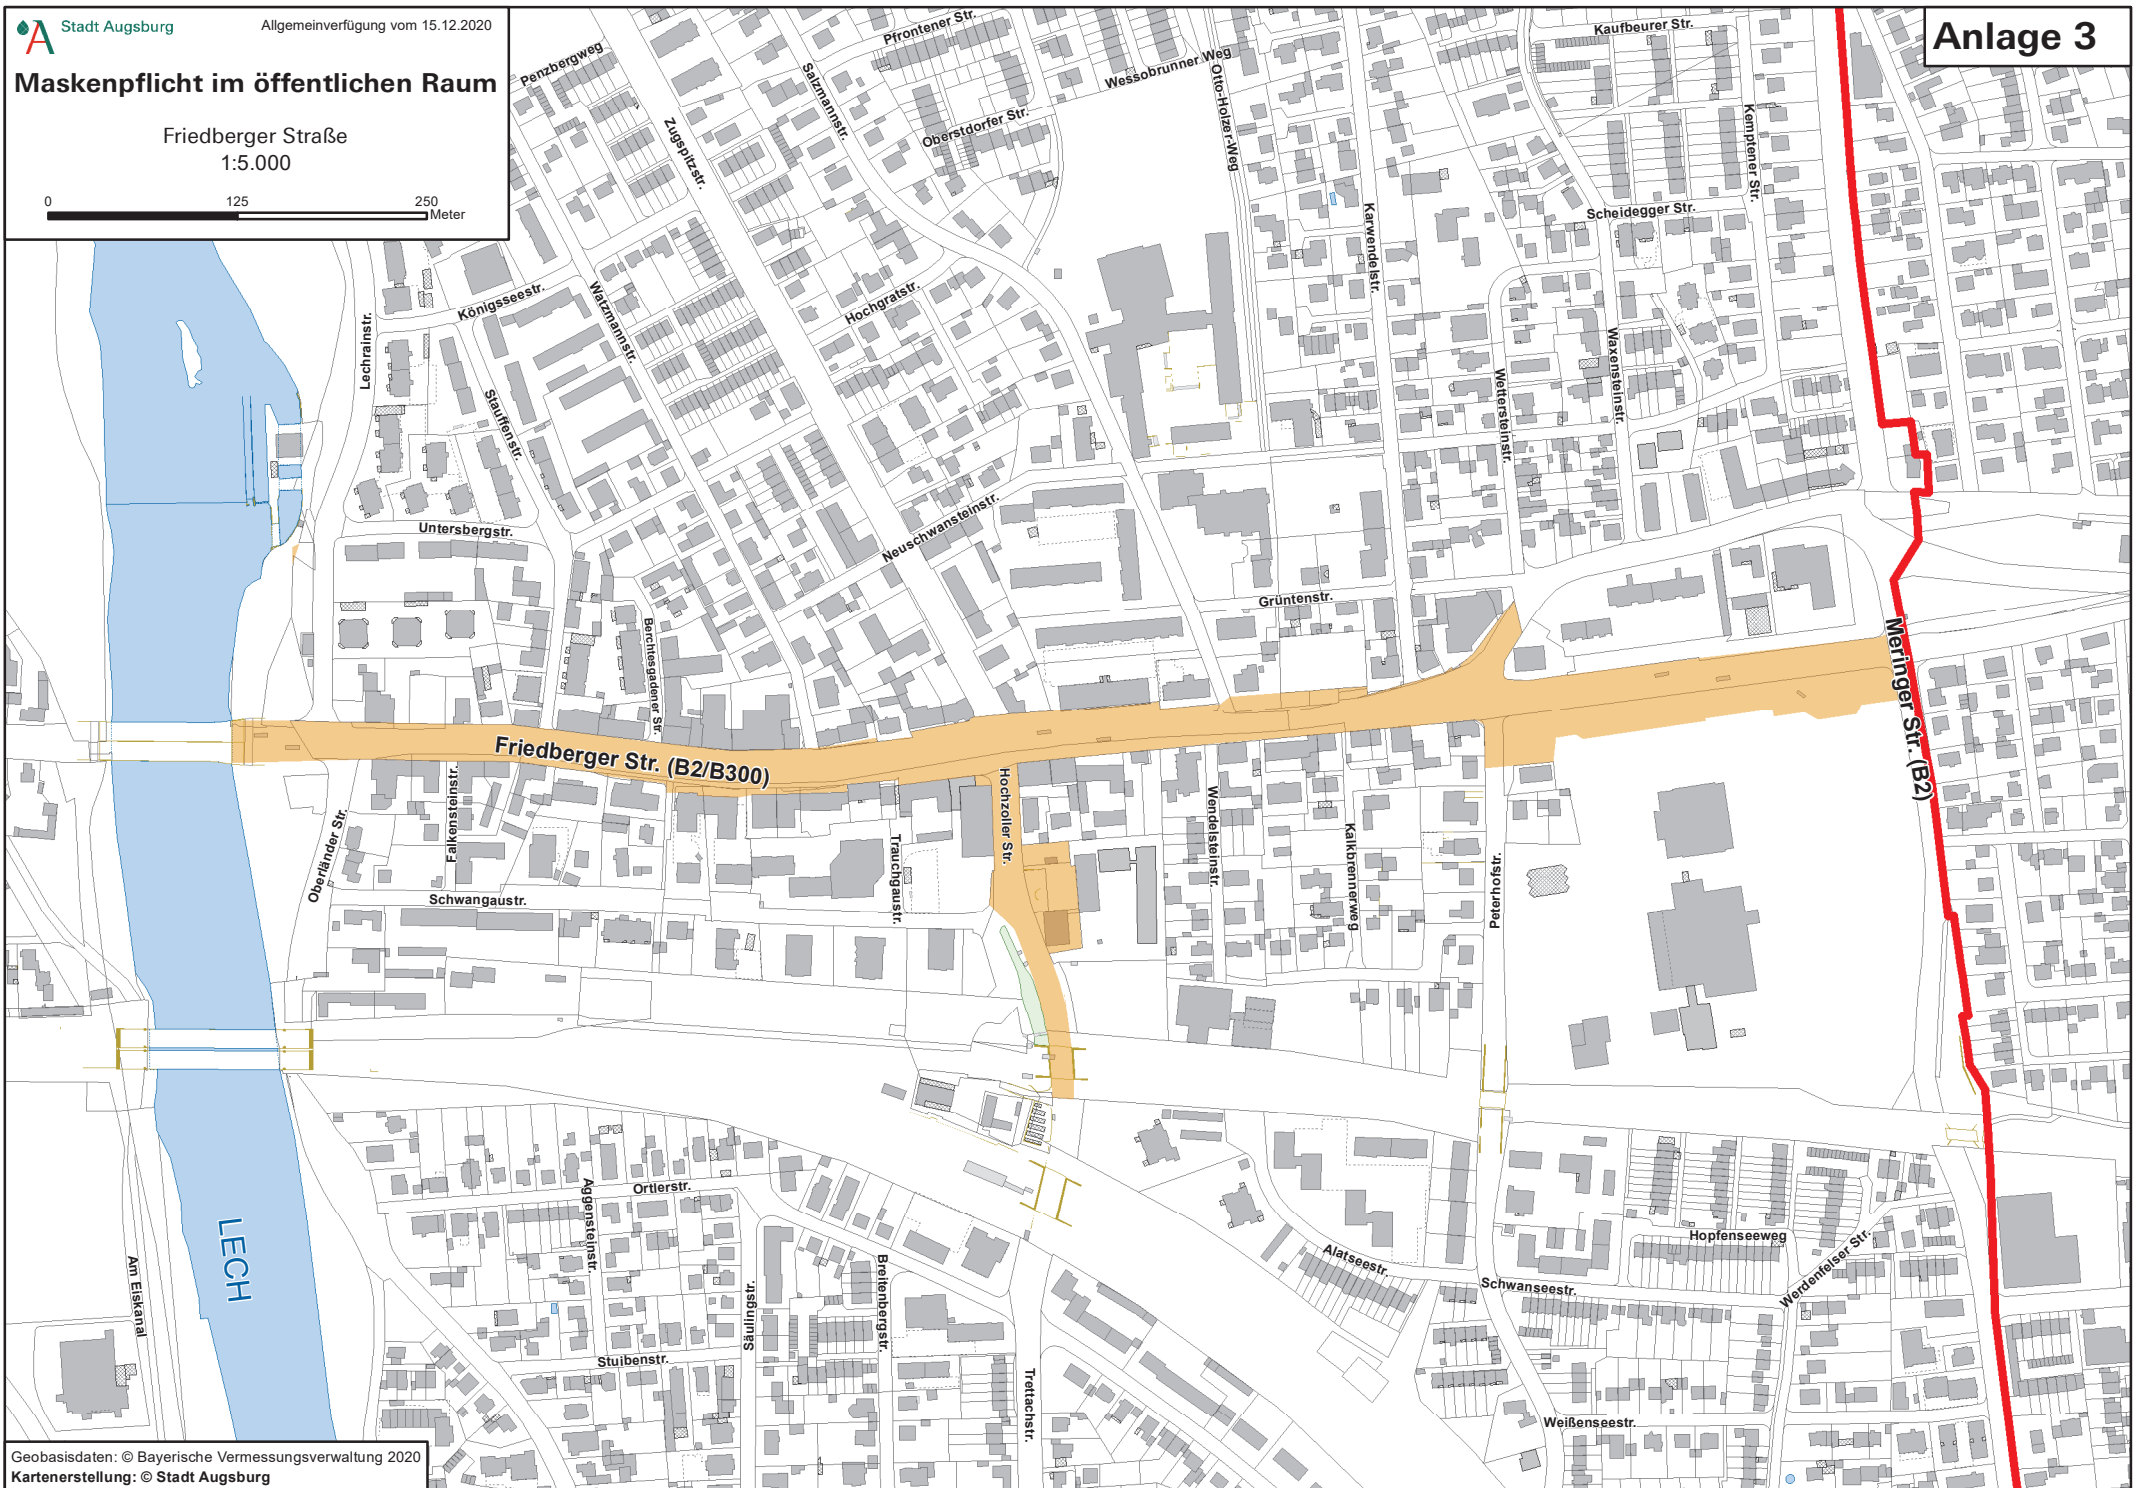 Stadt Augsburg
Allgemeinverfügung vom 15.12.2020
Maskenpflicht im öffentlichen Raum
Friedberger Straße
1:5.000
0 125 250
Meter
Anlage 3
Penzbergweg
Pfrontener Str.
Wessobrunner Weg
Kaufbeurer Str.
Salzmannstr.
Zugspitzstr.
Oberstdorfer Str.
Otto-Holzer-Weg
Kemptener Str.
Scheidegger Str.
Karwendelstr.
Königsseestr.
Watzmannstr.
Hochgratstr.
Lechrainstr.
Stauffenstr.
Waxensteinstr.
Wettersteinstr.
Untersbergstr.
Neuschwansteinstr.
Grüntenstr.
Berchtesgadener Str.
Meringer Str. (B2)
Friedberger Str. (B2/B300)
Oberländer Str.
Falkensteinstr.
Hochzoller Str.
Trauchgaustr.
Wendelsteinstr.
Kalkbrennerweg
Peterhofstr.
Schwangaustr.
LECH
Am Eiskanal
Ortlerstr.
Aggensteinstr.
Säulingstr.
Breitenbergstr.
Stuibenstr.
Trettachstr.
Alatseestr.
Schwanseestr.
Hopfenseeweg
Werdenfelser Str.
Weißenseestr.
Geobasisdaten: © Bayerische Vermessungsverwaltung 2020
Kartenerstellung: © Stadt Augsburg